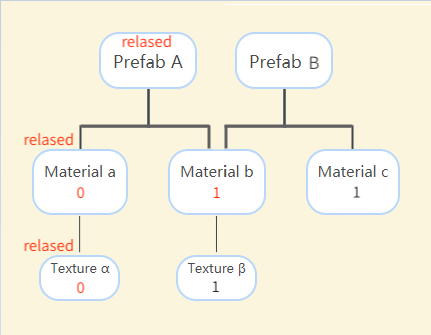 relased
Prefab A
Prefab B
relased
Material a
0
Material b
1
Material c
1
relased
Texture α
0
Texture β
1